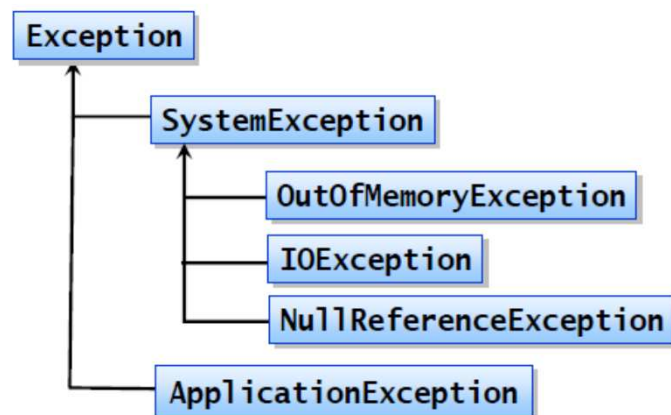 Exception
SystemException
OutOfMemoryException
IOException
NullReferenceException
ApplicationException